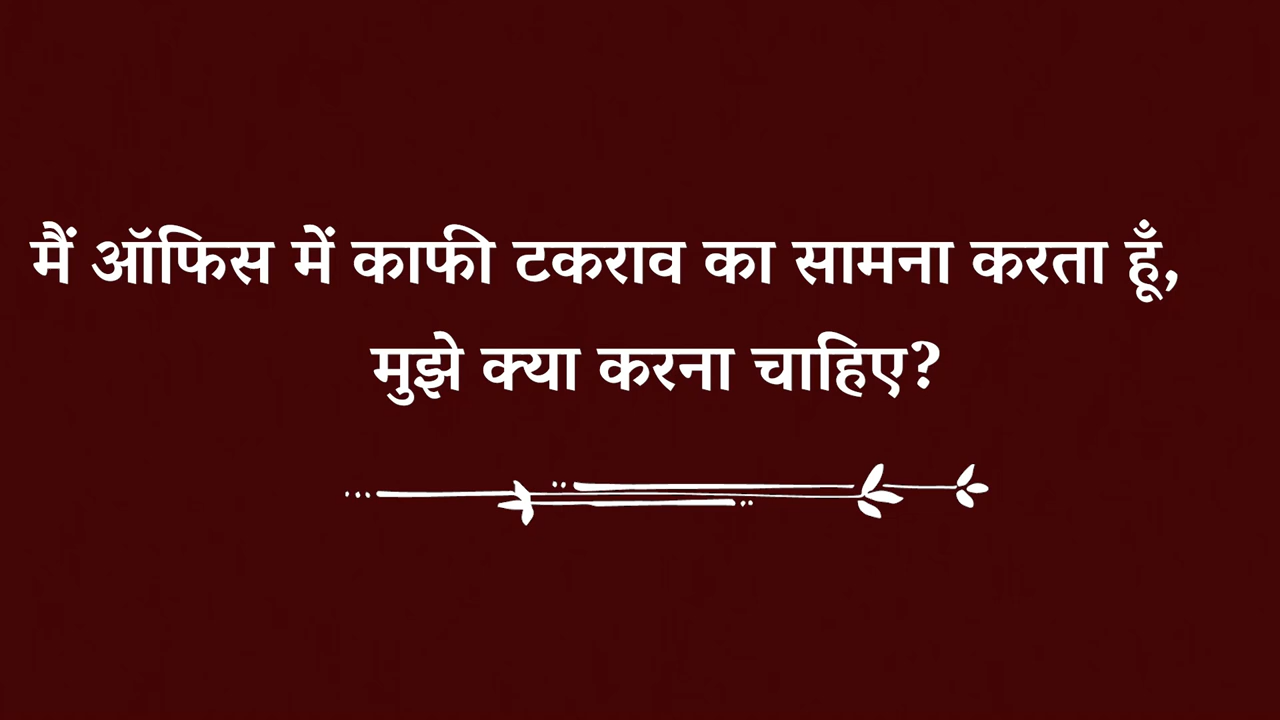 मैं ऑफिस में काफी टकराव का सामना करता हूँ,
मुझे क्या करना चाहिए?